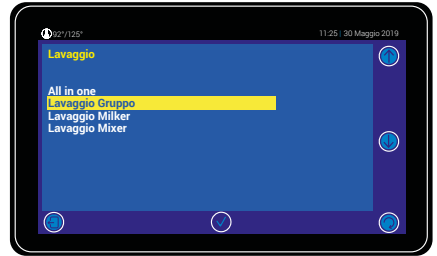 92°/125°
11:25 | 30 Maggio 2019
Lavaggio
All in one
Lavaggio Gruppo
Lavaggio Milker
Lavaggio Mixer